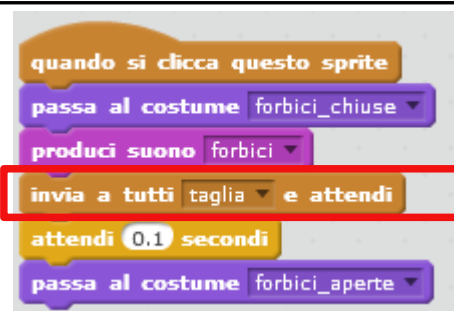 quando si clicca questo sprite
passa al costume forbici_chiuse
produci suono forbici
invia a tutti taglia e attendi
attendi 0.1 secondi
passa al costume forbici_aperte